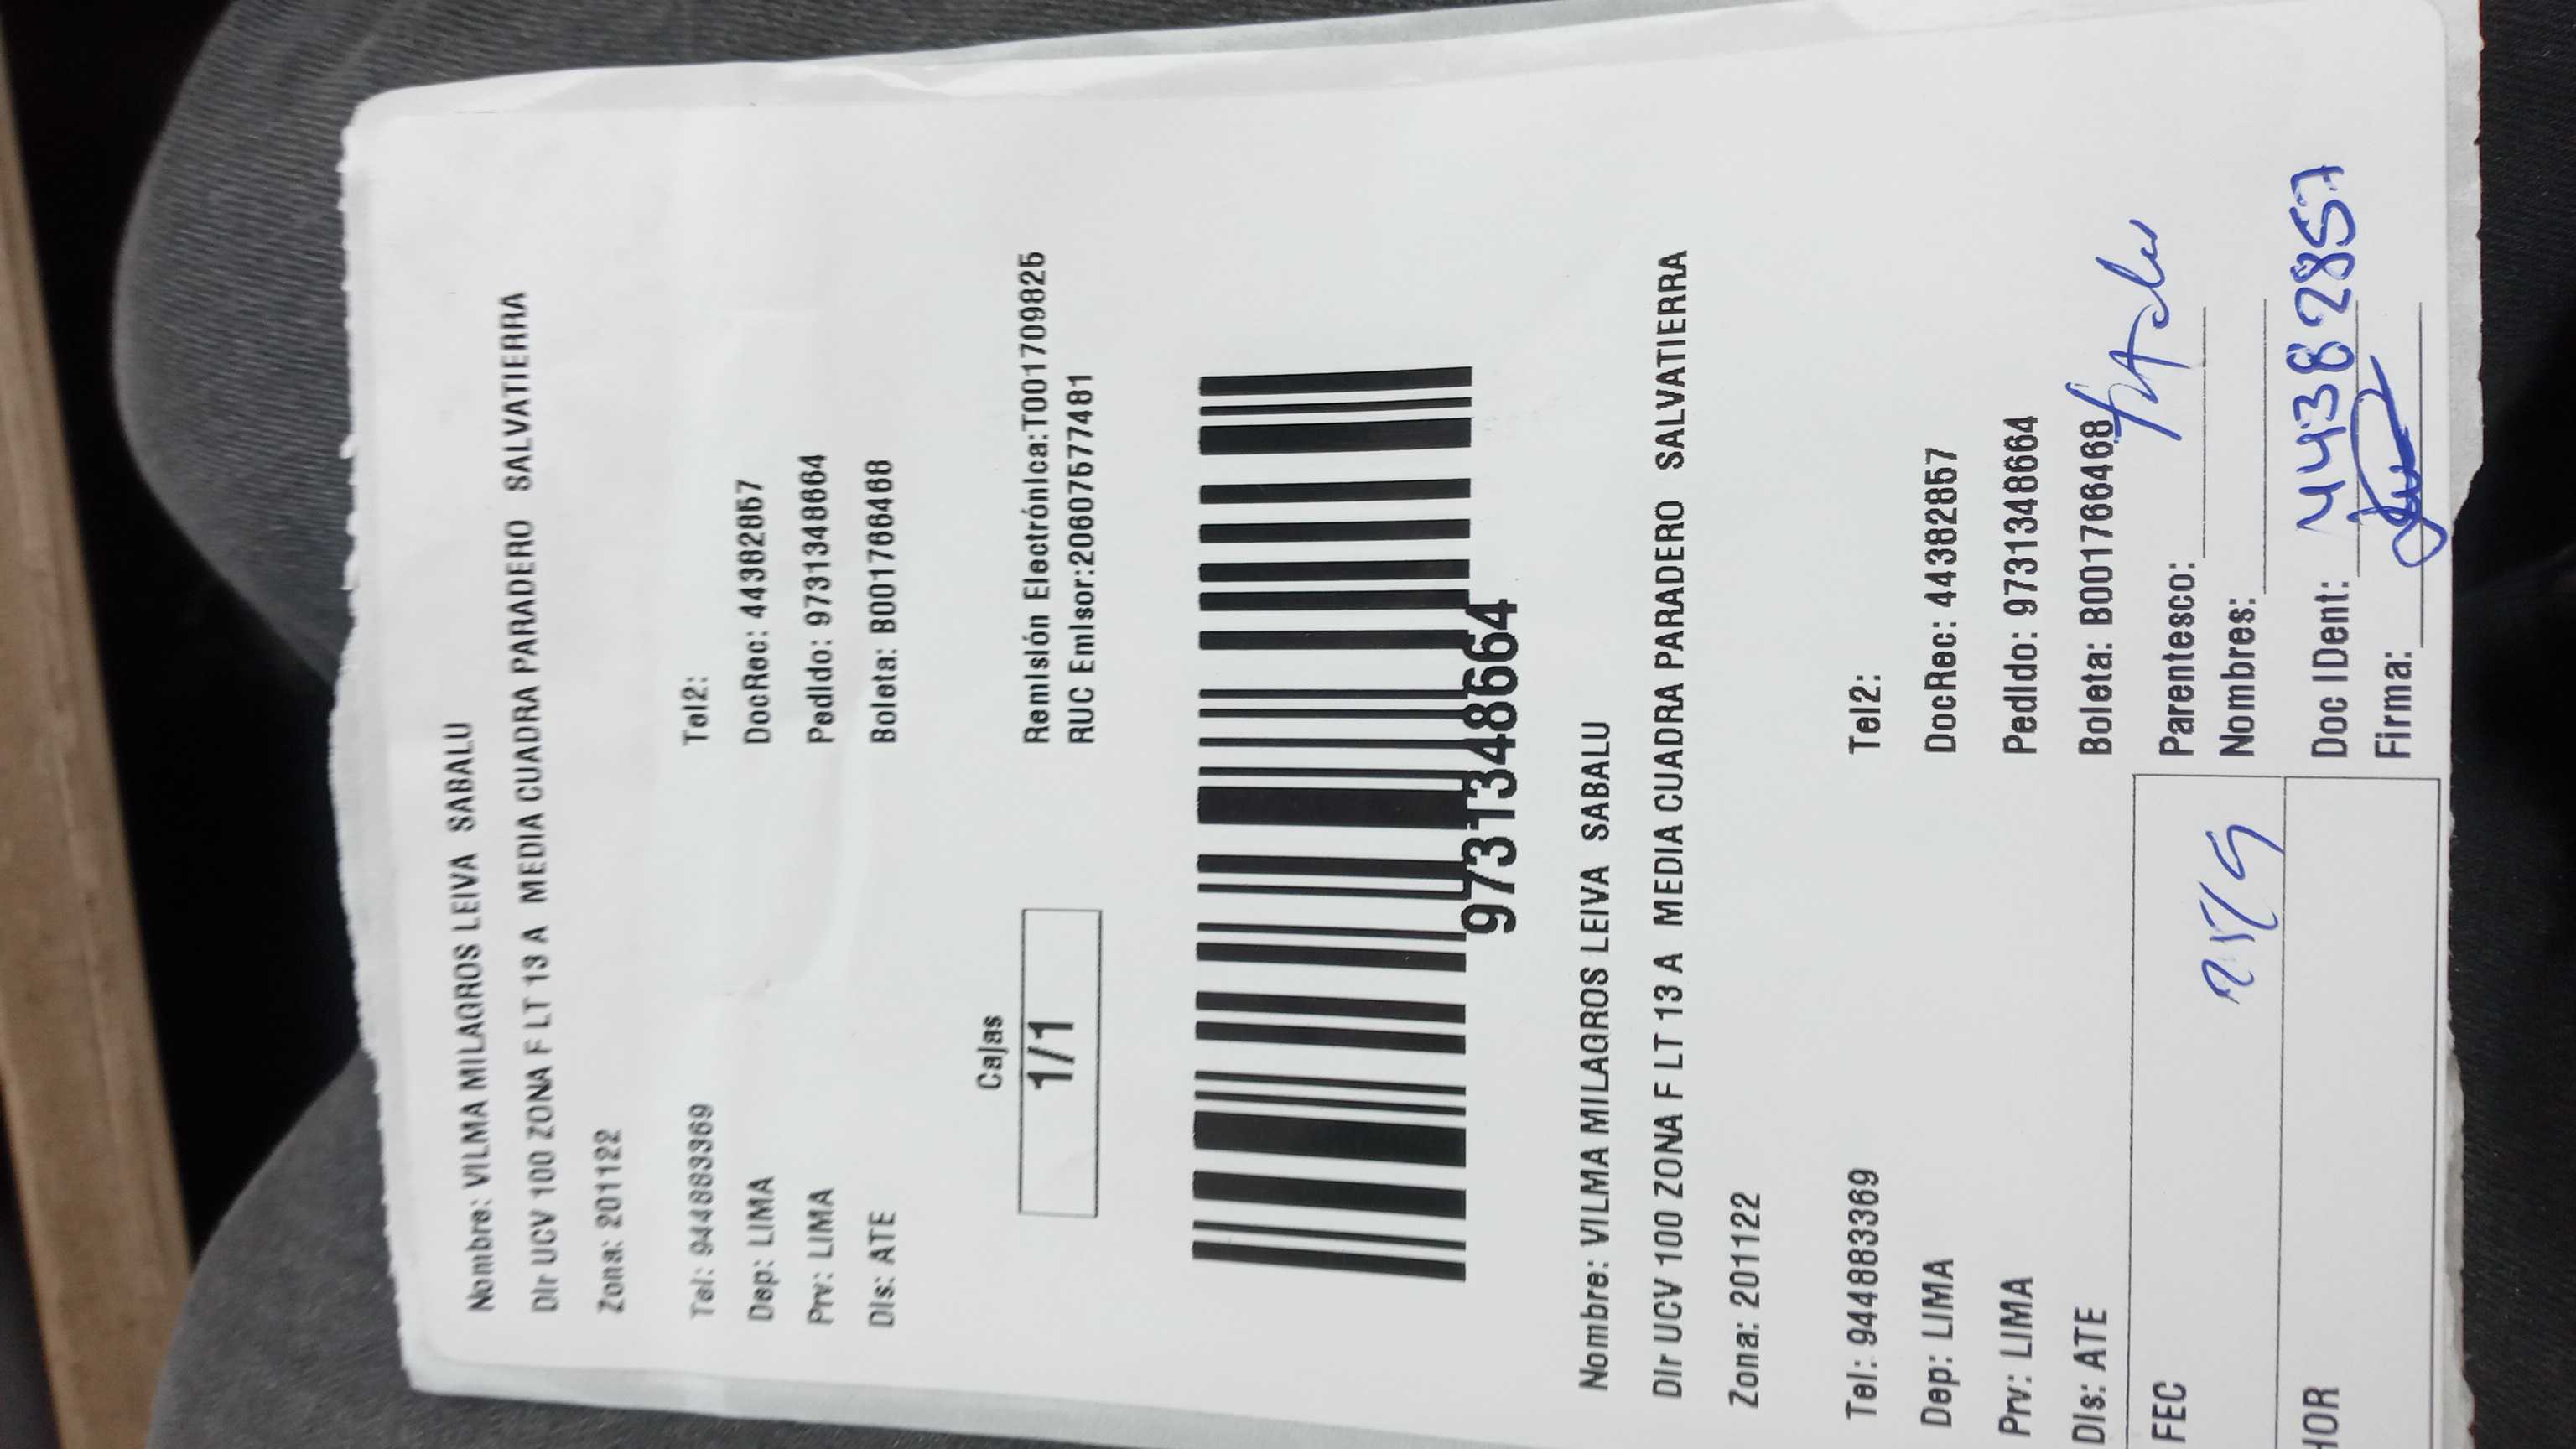 Nombre: VILMA MILAGROS LEIVA SABALU
Dir UCV 100 ZONA F LT 13 A MEDIA CUADRA PARADERO SALVATIERRA
Zona: 201122
Tel: 944883369 Tel2:
Dep: LIMA DocRec: 44382857
Prv: LIMA Pedido: 9731348664
Dis: ATE Boleta: B001766468
Cajas
1/1
Remisión Electrónica:T001709825
RUC Emisor:20607577481
9731348664
Nombre: VILMA MILAGROS LEIVA SABALU
Dir UCV 100 ZONA F LT 13 A MEDIA CUADRA PARADERO SALVATIERRA
Zona: 201122
Tel: 944883369 Tel2:
Dep: LIMA DocRec: 44382857
Prv: LIMA Pedido: 9731348664
Dis: ATE Boleta: B001766468
FEC Parentesco:
Nombres:
HOR Doc IDent: 44382857
Firma: